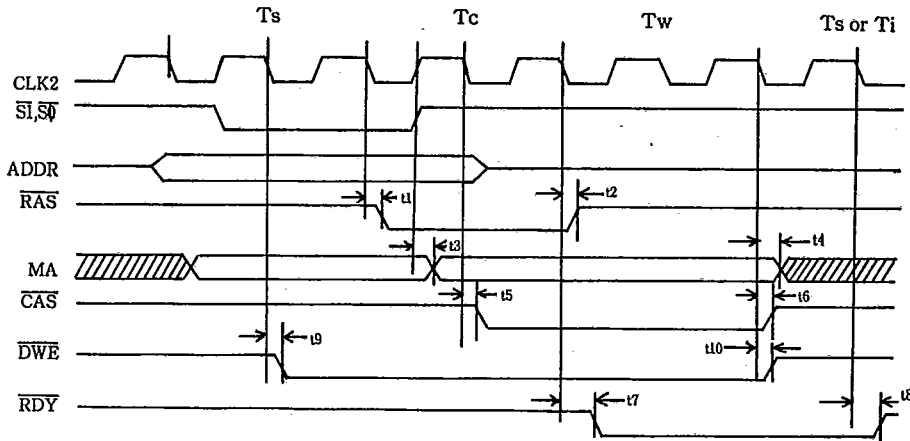 Ts Tc Tw Ts or Ti
CLK2
S1,S0
ADDR
RAS t1 t2
MA t3 t4
CAS t5 t6
DWE t9 t10
RDY t7 t8